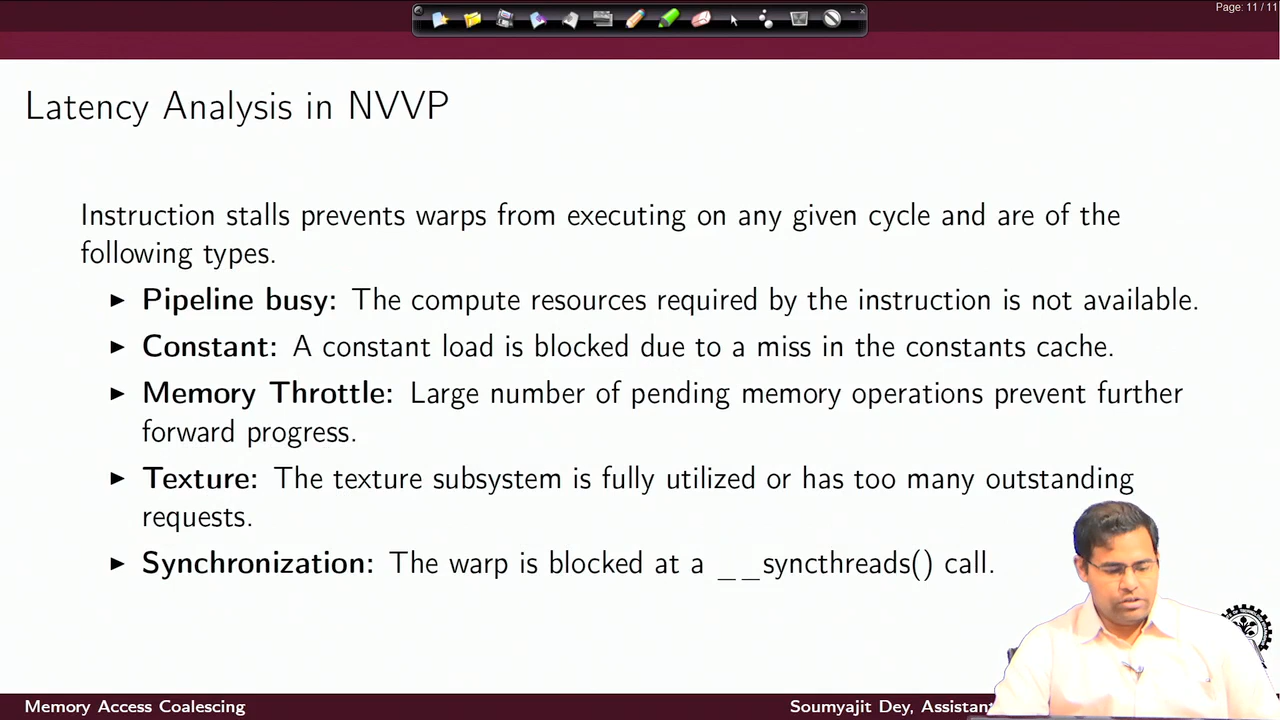 Page: 11 / 11
Latency Analysis in NVVP
Instruction stalls prevents warps from executing on any given cycle and are of the
following types.
▶ Pipeline busy: The compute resources required by the instruction is not available.
▶ Constant: A constant load is blocked due to a miss in the constants cache.
▶ Memory Throttle: Large number of pending memory operations prevent further
forward progress.
▶ Texture: The texture subsystem is fully utilized or has too many outstanding
requests.
▶ Synchronization: The warp is blocked at a __syncthreads() call.
Memory Access Coalescing
Soumyajit Dey, Assistant